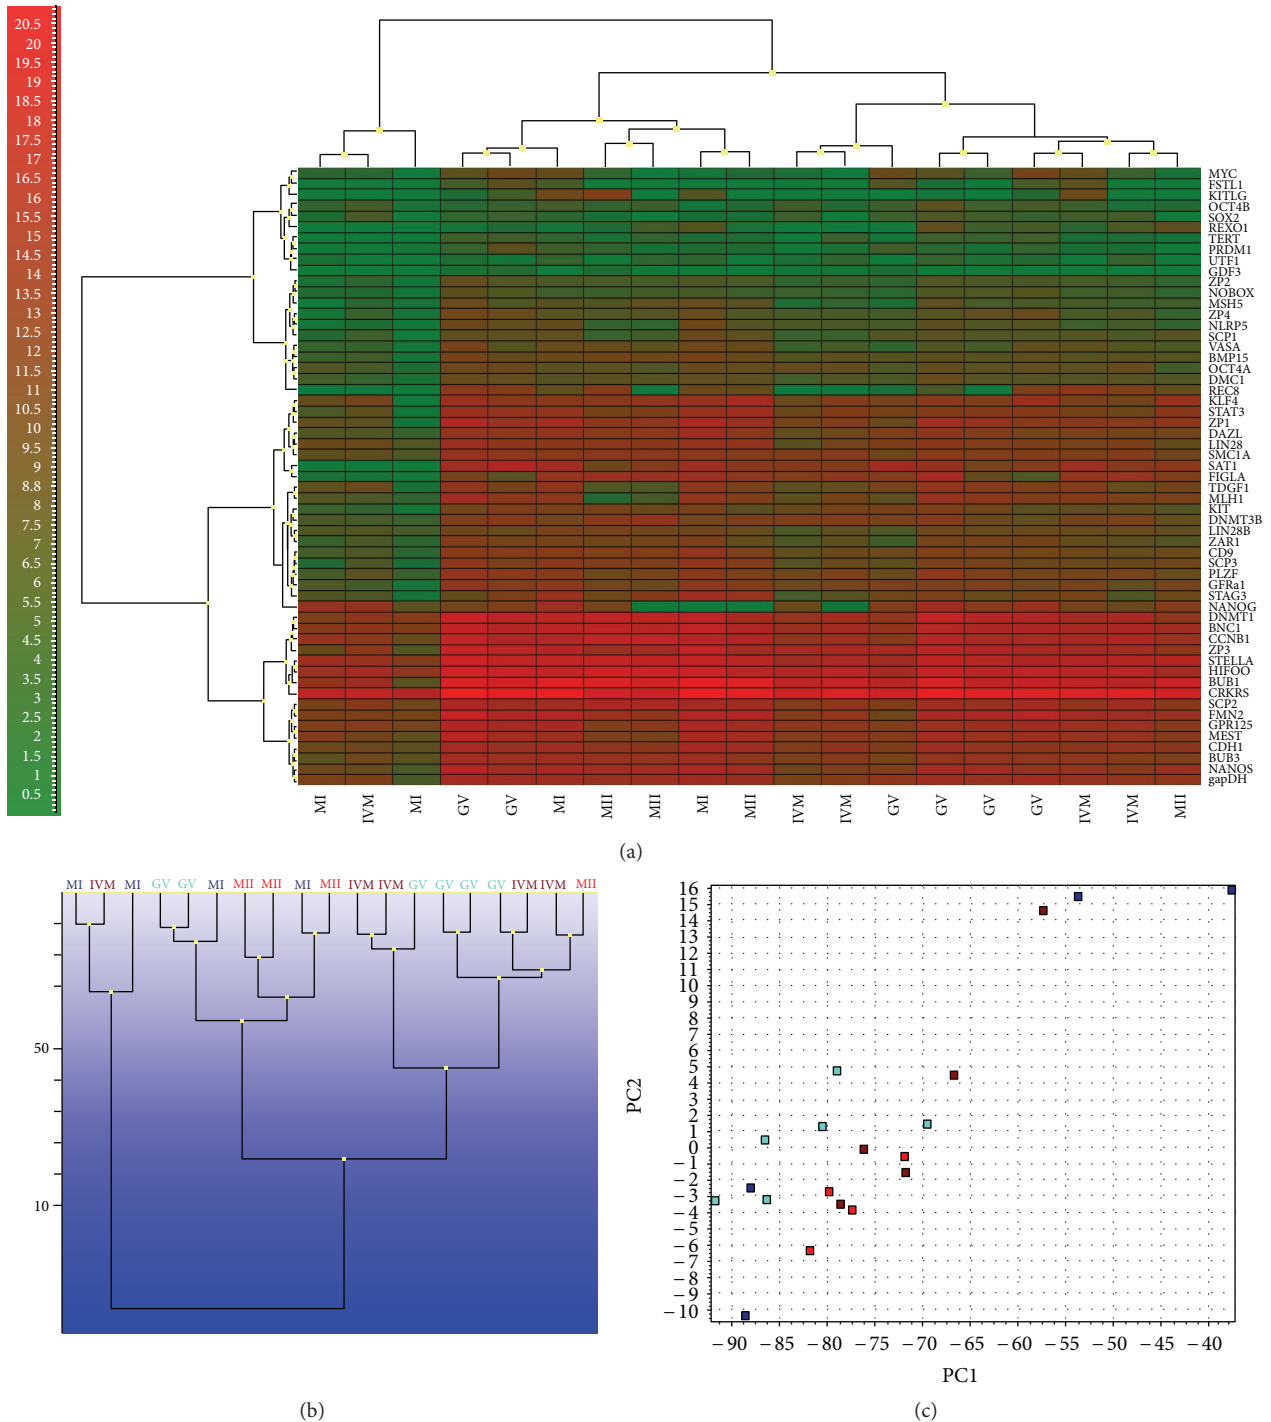 20.5
20
19.5
19
18.5
18
17.5
17
16.5
16
15.5
15
14.5
14
13.5
13
12.5
12
11.5
11
10.5
10
9.5
9
8.8
8
7.5
7
6.5
6
5.5
5
4.5
4
3.5
3
2.5
2
1.5
1
0.5
MYC
FSTL1
KITLG
OCT4B
SOX2
REXO1
TERT
PRDM1
UTF1
GDF3
ZP2
NOBOX
MSH5
ZP4
NLRP5
SCP1
VASA
BMP15
OCT4A
DMC1
REC8
KLF4
STAT3
ZP1
DAZL
LIN28
SMC1A
SAT1
FIGLA
TDGF1
MLH1
KIT
DNMT3B
LIN28B
ZAR1
CD9
SCP3
PLZF
GFRa1
STAG3
NANOG
DNMT1
BNC1
CCNB1
ZP3
STELLA
HIFOO
BUB1
CRKRS
SCP2
FMN2
GPR125
MEST
CDH1
BUB3
NANOS
gapDH
MI IVM MI GV GV MI MII MII MI MII IVM IVM GV GV GV GV IVM IVM MII
(a)
MI IVM MI GV GV MI MII MII MI MII IVM IVM GV GV GV GV IVM IVM MII
50
10
(b)
PC2
16
15
14
13
12
11
10
9
8
7
6
5
4
3
2
1
0
−1
−2
−3
−4
−5
−6
−7
−8
−9
−10
−90 −85 −80 −75 −70 −65 −60 −55 −50 −45 −40
PC1
(c)